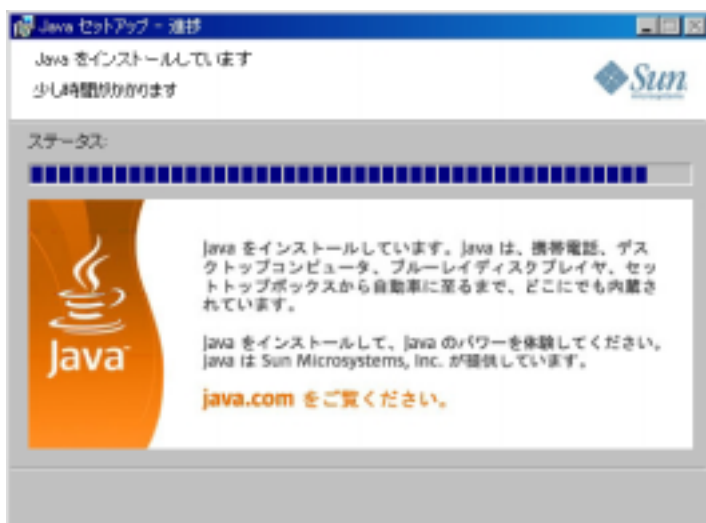 Java セットアップ - 進捗
Java をインストールしています
少し時間がかかります
Sun
microsystems
ステータス:
Java をインストールしています。Java は、携帯電話、デス
クトップコンピュータ、ブルーレイディスクプレイヤ、セッ
トトップボックスから自動車に至るまで、どこにでも内蔵さ
れています。
Java をインストールして、Java のパワーを体験してください。
Java は Sun Microsystems, Inc. が提供しています。
java.com をご覧ください。
Java